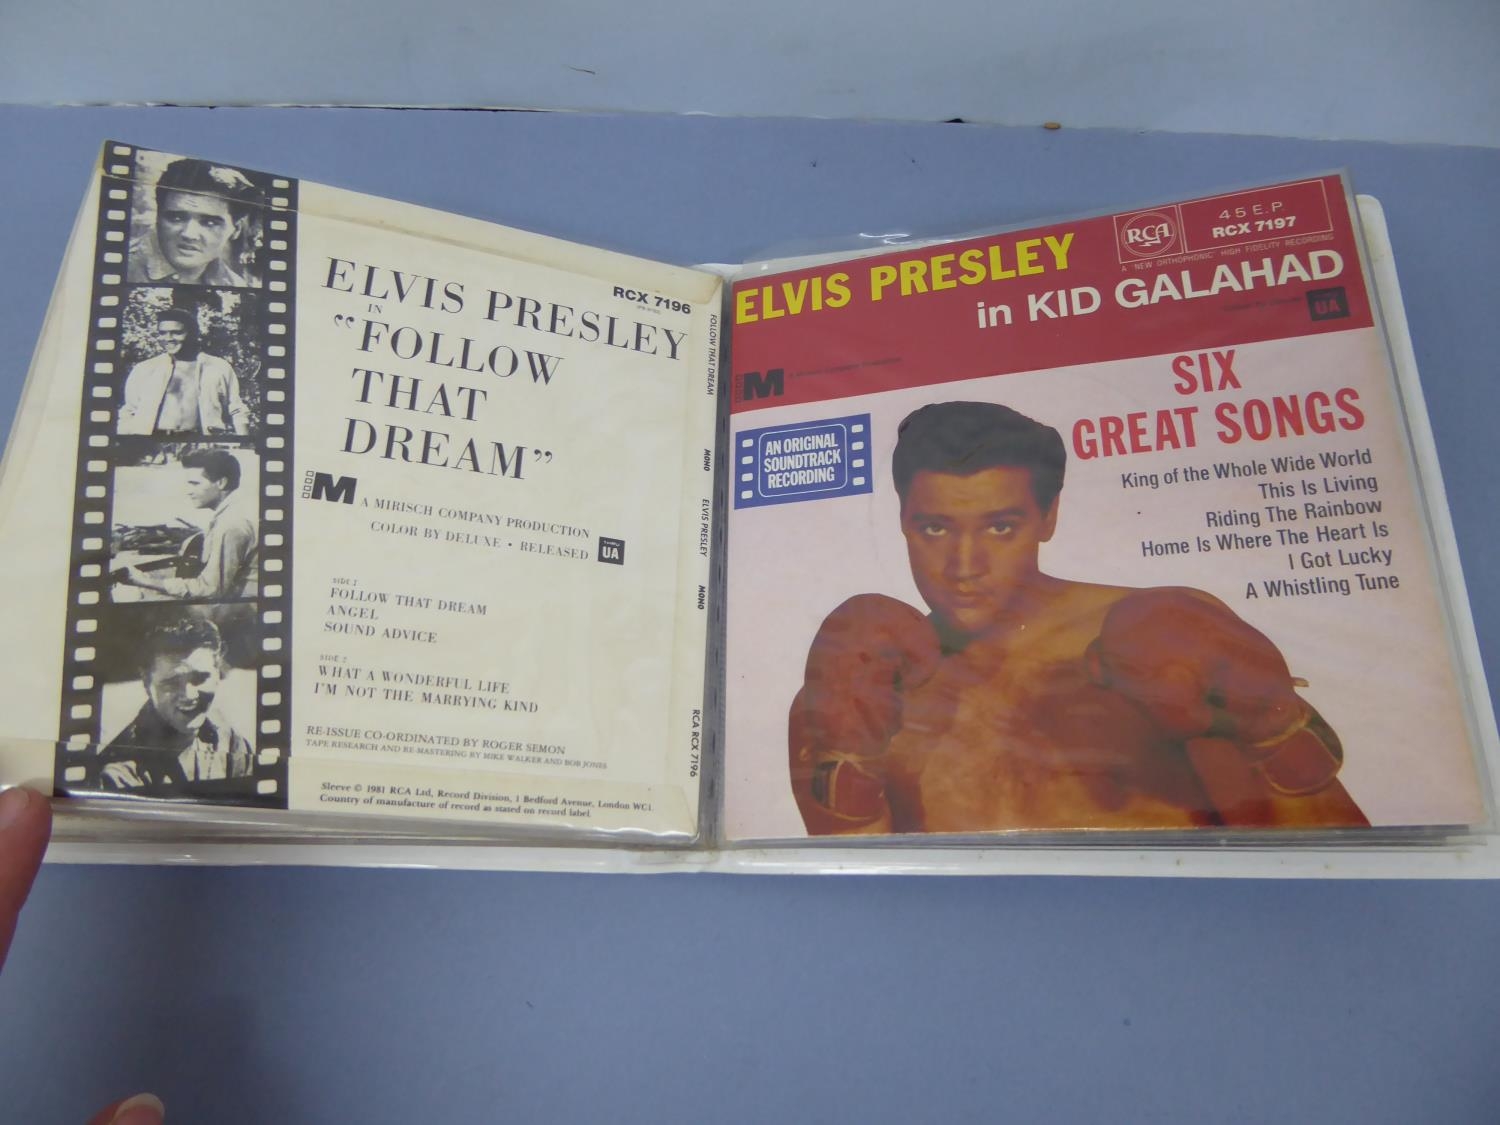 RCX 7196
ELVIS PRESLEY
IN
“FOLLOW
THAT
DREAM”
M
A MIRISCH COMPANY PRODUCTION
COLOR BY DELUXE • RELEASED
UA
SIDE 1
FOLLOW THAT DREAM
ANGEL
SOUND ADVICE
SIDE 2
WHAT A WONDERFUL LIFE
I'M NOT THE MARRYING KIND
RE-ISSUE CO-ORDINATED BY ROGER SEMON
TAPE RESEARCH AND RE-MASTERING BY MIKE WALKER AND BOB JONES
Sleeve © 1981 RCA Ltd, Record Division, 1 Bedford Avenue, London WC1.
Country of manufacture of record as stated on record label.
FOLLOW THAT DREAM
MONO
ELVIS PRESLEY
MONO
RCA RCX 7196
ELVIS PRESLEY
in KID GALAHAD
RCA
45 E.P.
RCX 7197
A "NEW ORTHOPHONIC" HIGH FIDELITY RECORDING
UA
M
A Mirisch Company Production
AN ORIGINAL
SOUNDTRACK
RECORDING
SIX
GREAT SONGS
King of the Whole Wide World
This Is Living
Riding The Rainbow
Home Is Where The Heart Is
I Got Lucky
A Whistling Tune